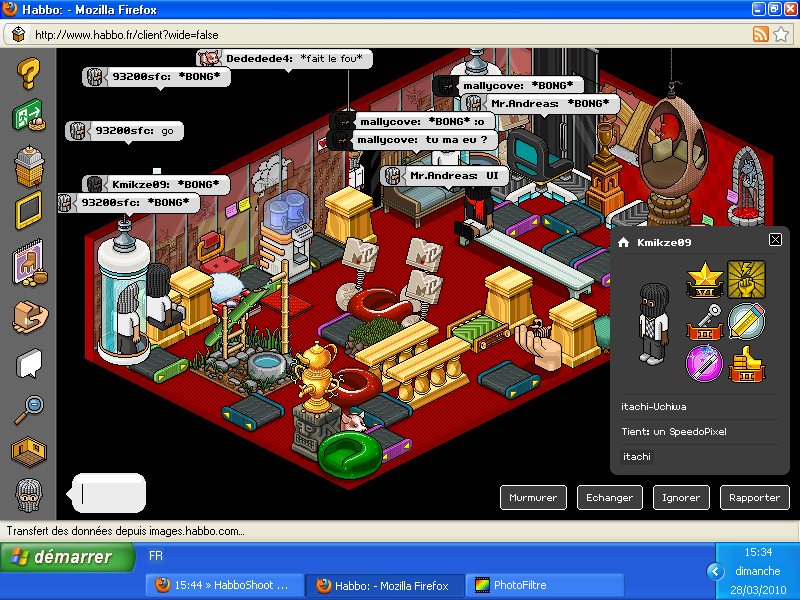 Habbo: - Mozilla Firefox
http://www.habbo.fr/client?wide=false
Dededede4: *fait le fou*
93200sfc: *BONG*
mallycove: *BONG*
Mr.Andreas: *BONG*
mallycove: *BONG* :o
93200sfc: go
mallycove: tu ma eu ?
Mr.Andreas: UI
Kmikze09: *BONG*
93200sfc: *BONG*
Kmikze09
itachi-Uchiwa
Tient: un SpeedoPixel
itachi
Murmurer
Echanger
Ignorer
Rapporter
Transfert des données depuis images.habbo.com...
démarrer
FR
15:44 » HabboShoot ...
Habbo: - Mozilla Firefox
PhotoFiltre
15:34
dimanche
28/03/2010